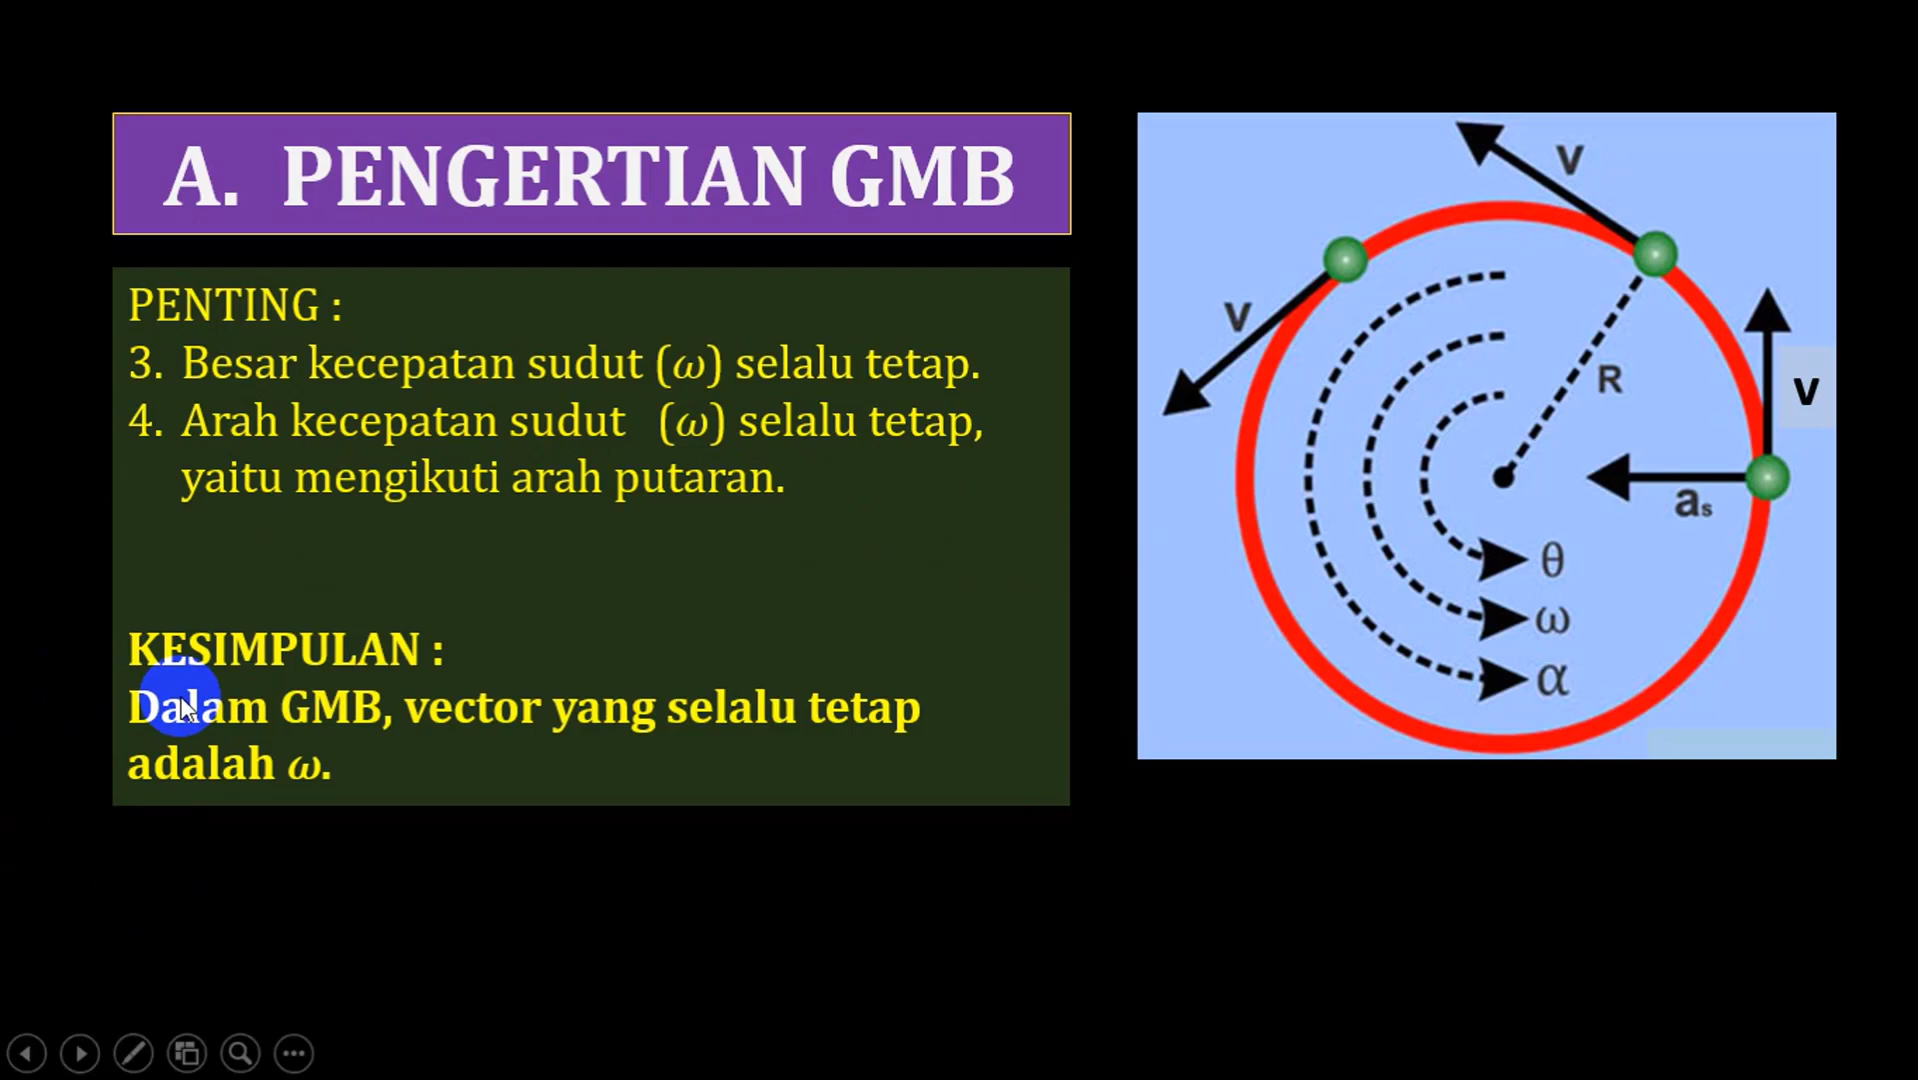 A. PENGERTIAN GMB
PENTING :
3. Besar kecepatan sudut (ω) selalu tetap.
4. Arah kecepatan sudut (ω) selalu tetap,
yaitu mengikuti arah putaran.
KESIMPULAN :
Dalam GMB, vector yang selalu tetap
adalah ω.
v
v
R
v
as
θ
ω
α